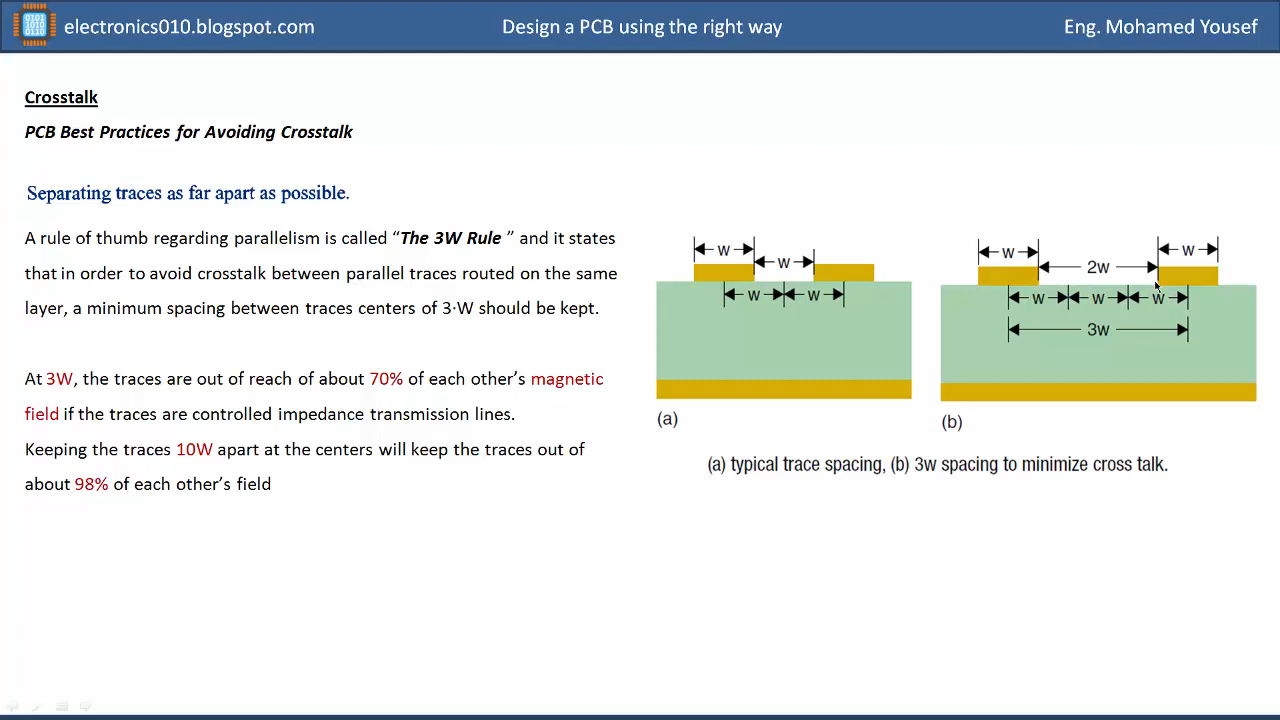 0101
1010
0110
electronics010.blogspot.com
Design a PCB using the right way
Eng. Mohamed Yousef
Crosstalk
PCB Best Practices for Avoiding Crosstalk
Separating traces as far apart as possible.
A rule of thumb regarding parallelism is called “The 3W Rule ” and it states
that in order to avoid crosstalk between parallel traces routed on the same
layer, a minimum spacing between traces centers of 3·W should be kept.
At 3W, the traces are out of reach of about 70% of each other’s magnetic
field if the traces are controlled impedance transmission lines.
Keeping the traces 10W apart at the centers will keep the traces out of
about 98% of each other’s field
w
w
w w
(a)
w
w
2w
w w w
3w
(b)
(a) typical trace spacing, (b) 3w spacing to minimize cross talk.